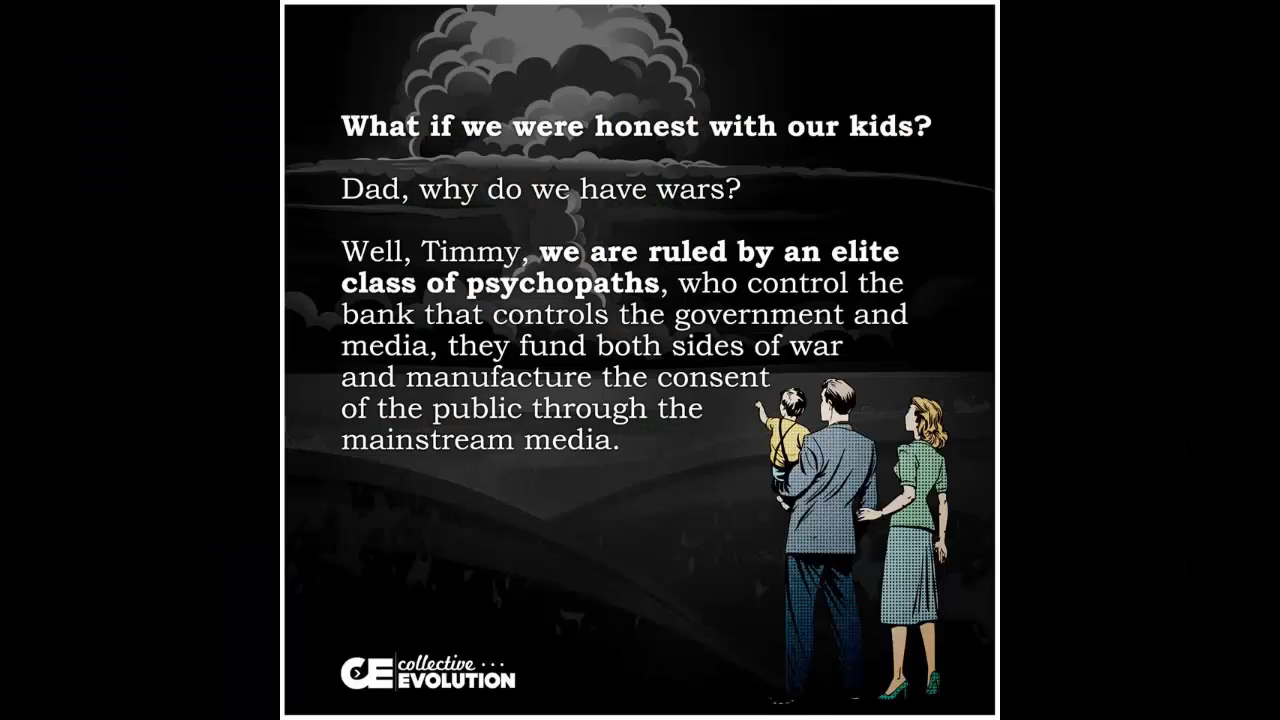 What if we were honest with our kids?
Dad, why do we have wars?
Well, Timmy, we are ruled by an elite
class of psychopaths, who control the
bank that controls the government and
media, they fund both sides of war
and manufacture the consent
of the public through the
mainstream media.
CE collective ...
EVOLUTION